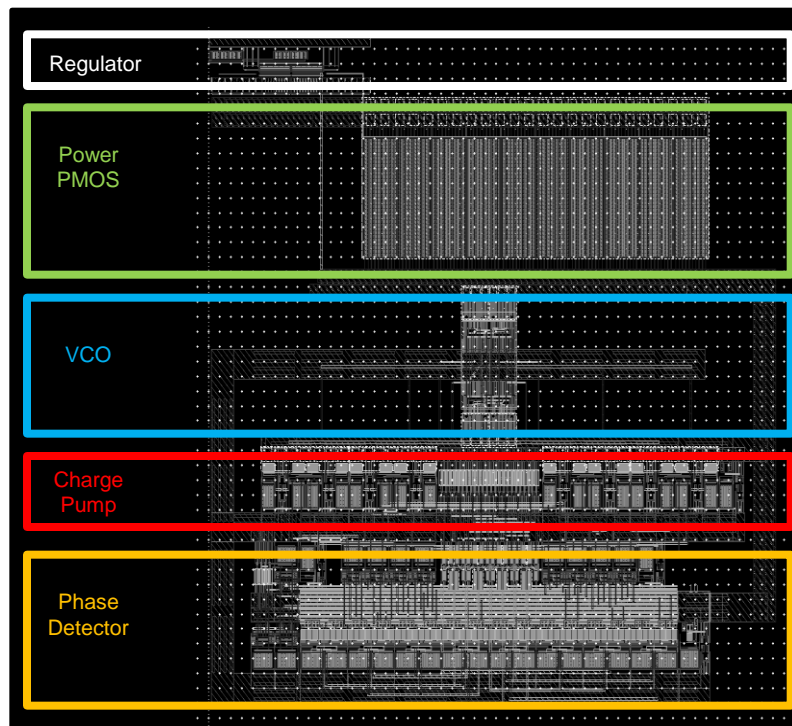 Regulator
Power
PMOS
VCO
Charge
Pump
Phase
Detector